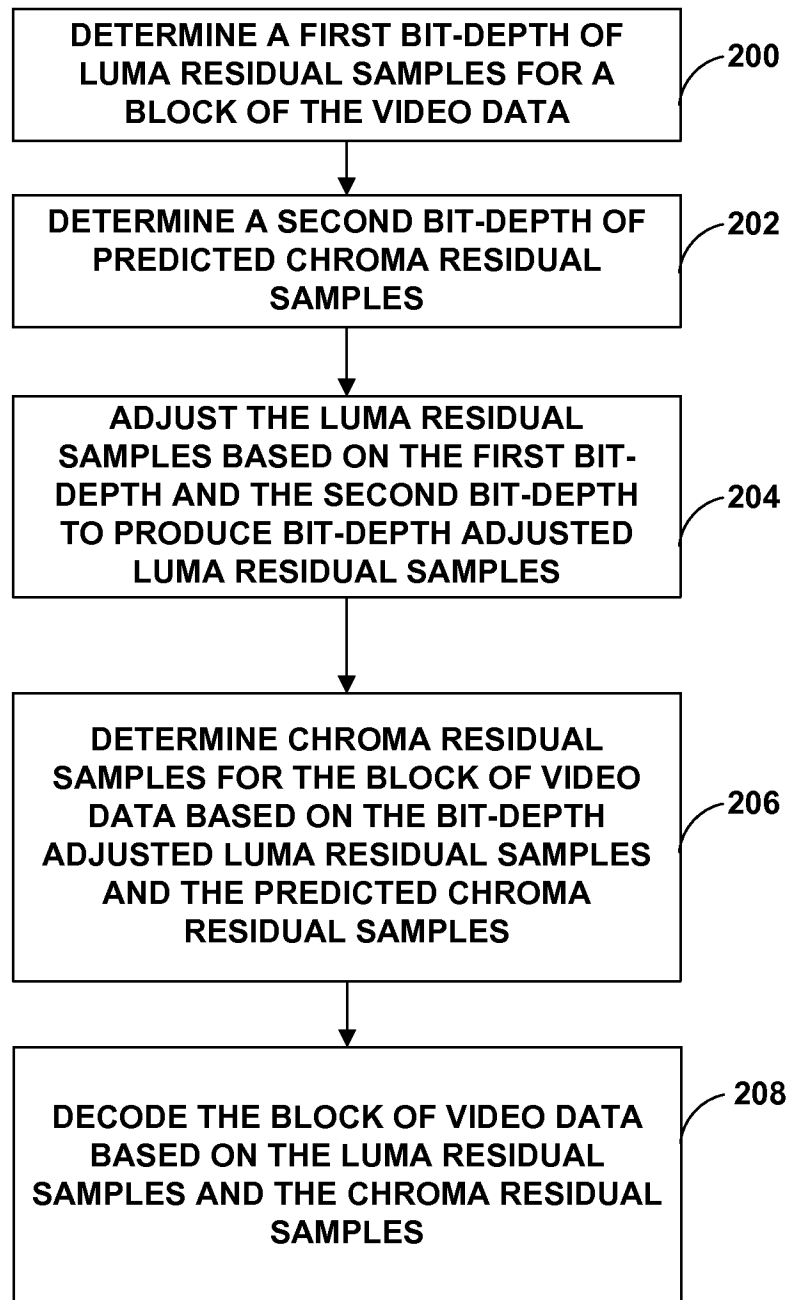 DETERMINE A FIRST BIT-DEPTH OF
LUMA RESIDUAL SAMPLES FOR A
BLOCK OF THE VIDEO DATA
200
DETERMINE A SECOND BIT-DEPTH OF
PREDICTED CHROMA RESIDUAL
SAMPLES
202
ADJUST THE LUMA RESIDUAL
SAMPLES BASED ON THE FIRST BIT-
DEPTH AND THE SECOND BIT-DEPTH
TO PRODUCE BIT-DEPTH ADJUSTED
LUMA RESIDUAL SAMPLES
204
DETERMINE CHROMA RESIDUAL
SAMPLES FOR THE BLOCK OF VIDEO
DATA BASED ON THE BIT-DEPTH
ADJUSTED LUMA RESIDUAL SAMPLES
AND THE PREDICTED CHROMA
RESIDUAL SAMPLES
206
DECODE THE BLOCK OF VIDEO DATA
BASED ON THE LUMA RESIDUAL
SAMPLES AND THE CHROMA RESIDUAL
SAMPLES
208